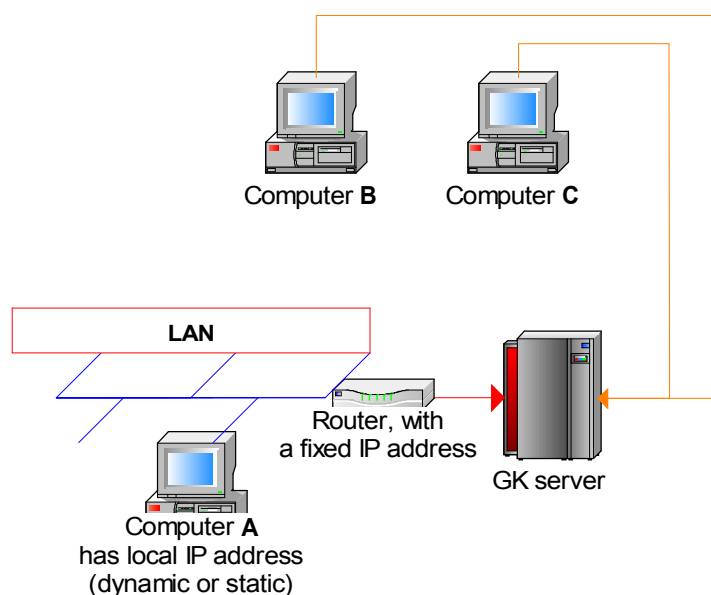 Computer B
Computer C
LAN
Router, with
a fixed IP address
GK server
Computer A
has local IP address
(dynamic or static)